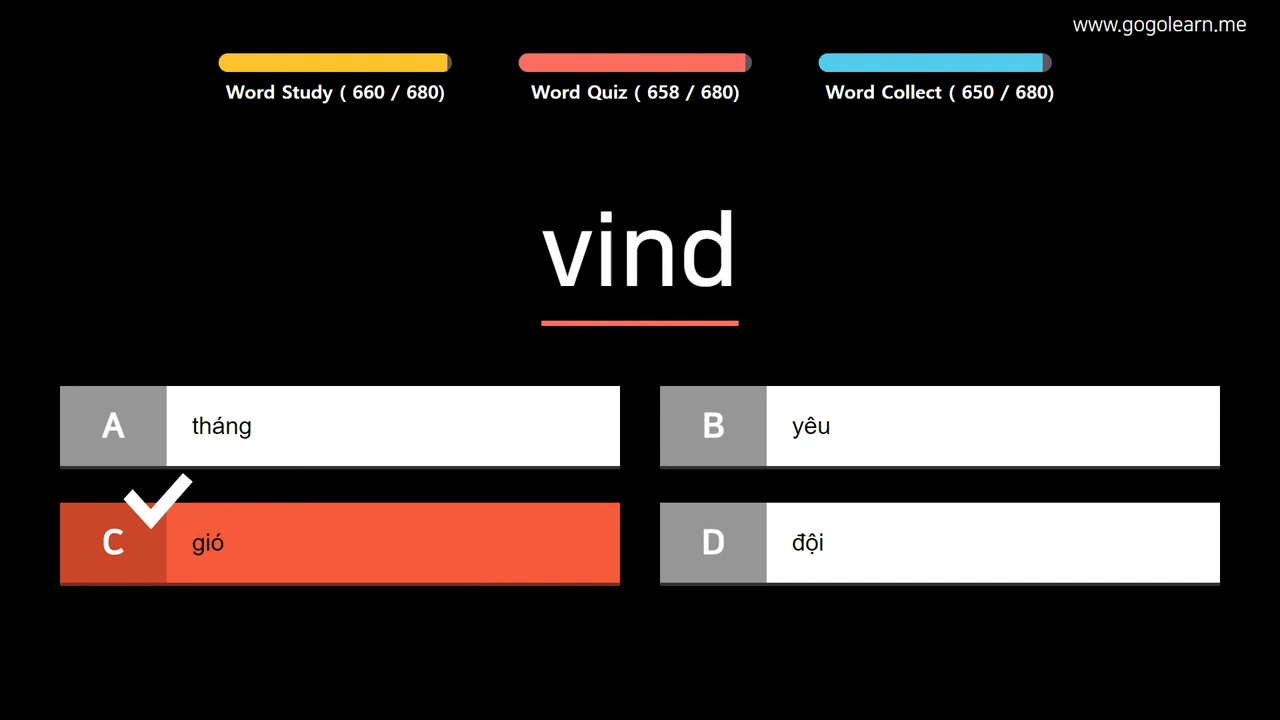 www.gogolearn.me
Word Study ( 660 / 680)
Word Quiz ( 658 / 680)
Word Collect ( 650 / 680)
vind
A tháng
B yêu
C gió
D đội